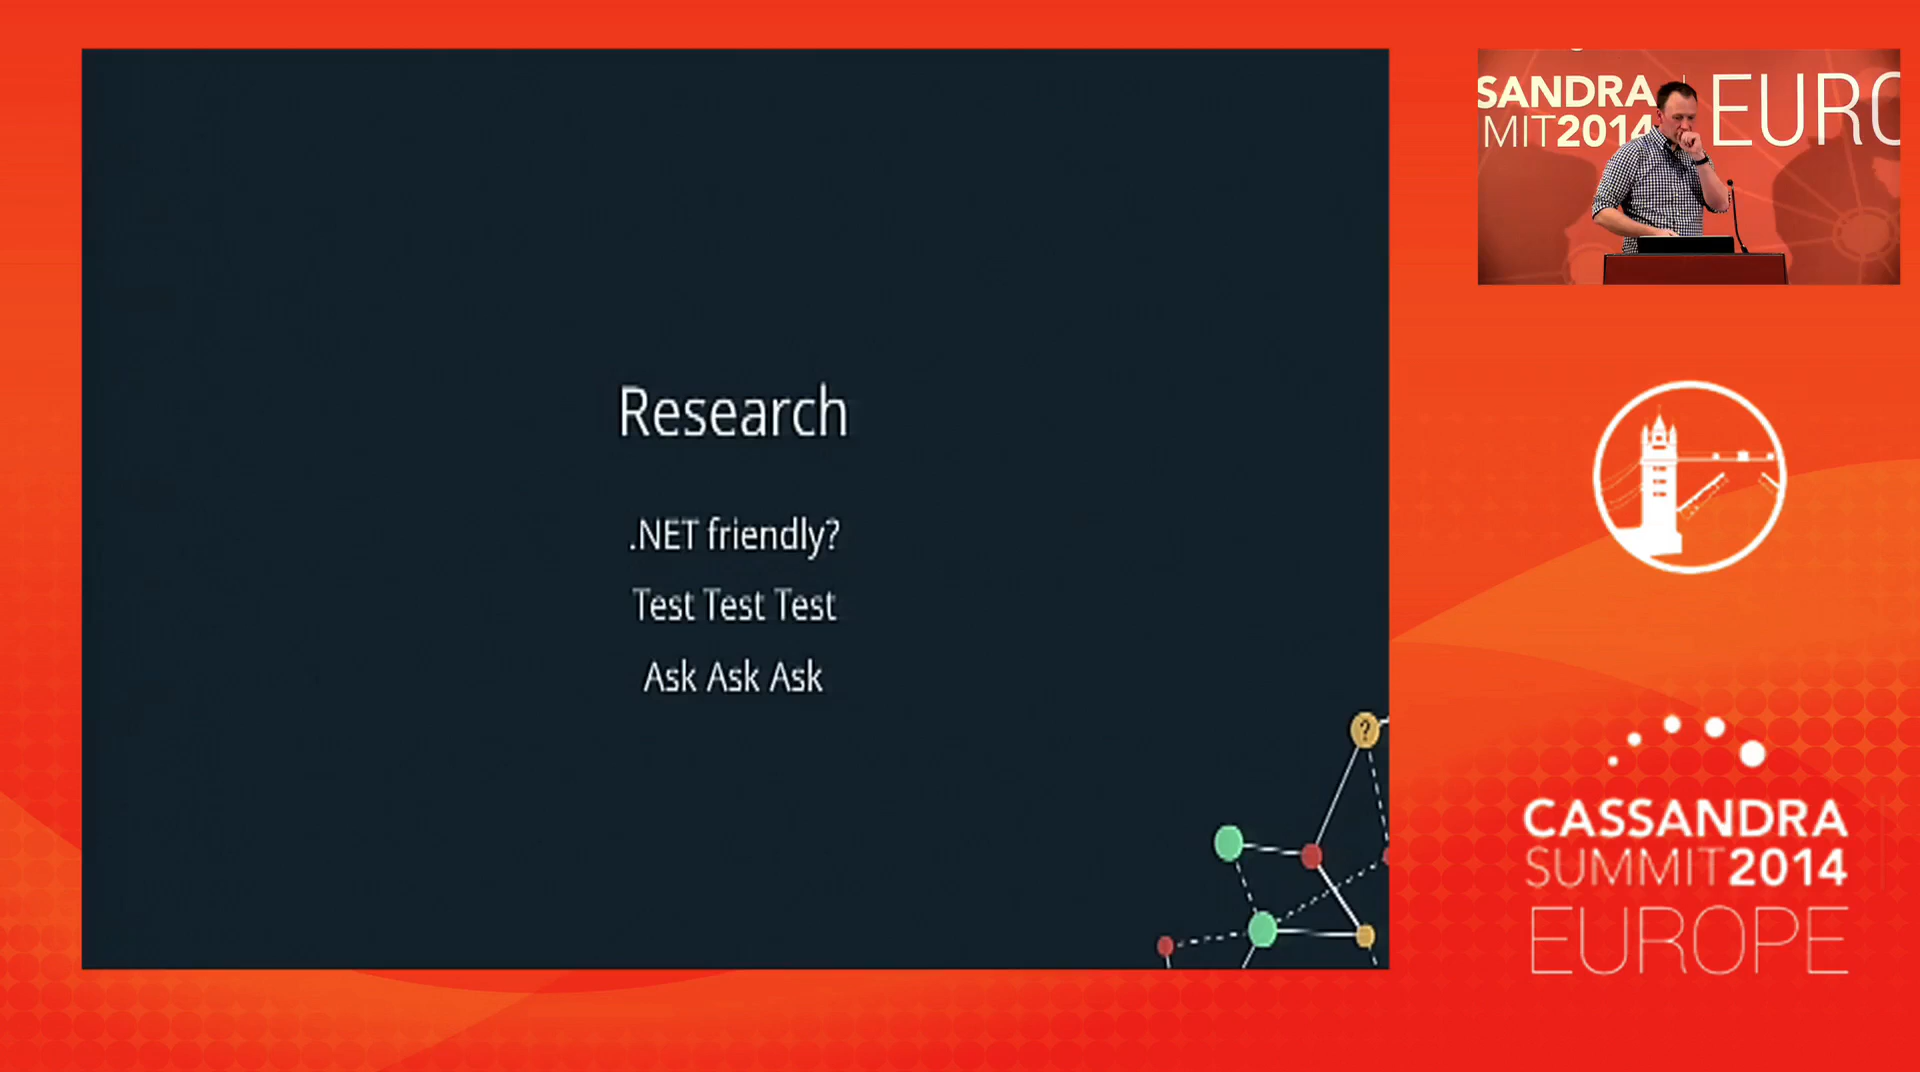 Research
.NET friendly?
Test Test Test
Ask Ask Ask
?
SANDRA
MIT2014
EURO
CASSANDRA
SUMMIT2014
EUROPE